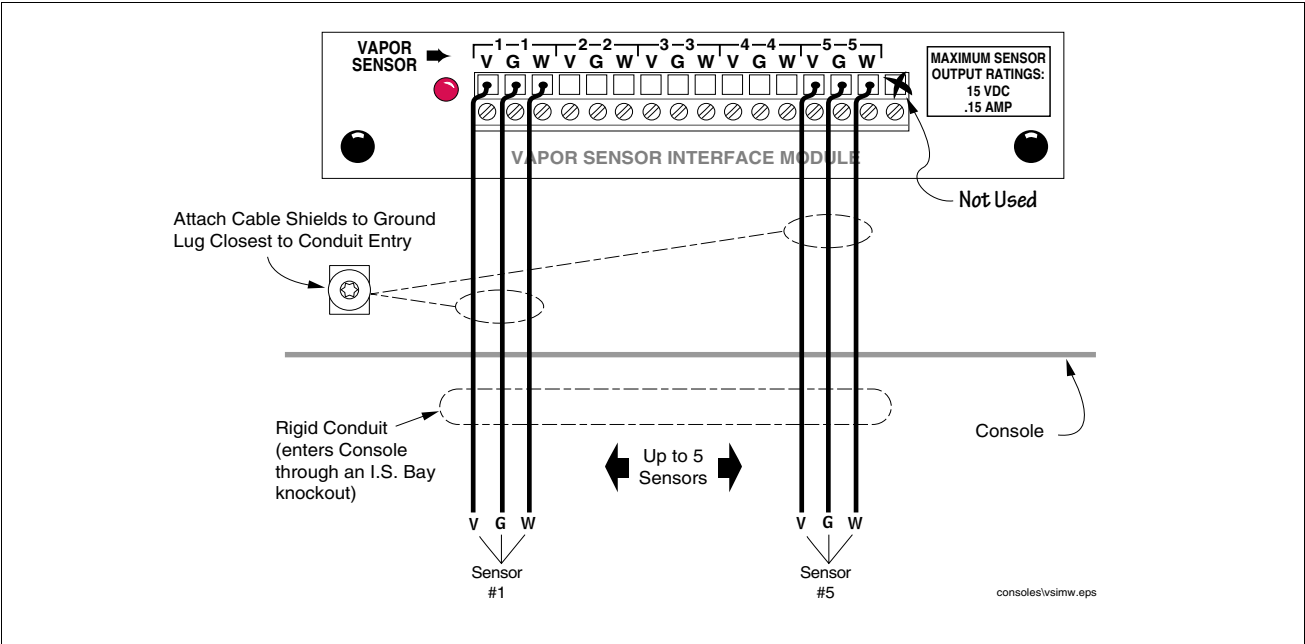 VAPOR
SENSOR
1 1 2 2 3 3 4 4 5 5
V G W V G W V G W V G W V G W
MAXIMUM SENSOR
OUTPUT RATINGS:
15 VDC
.15 AMP
VAPOR SENSOR INTERFACE MODULE
Not Used
Attach Cable Shields to Ground
Lug Closest to Conduit Entry
Rigid Conduit
(enters Console
through an I.S. Bay
knockout)
Up to 5
Sensors
Console
V G W
Sensor
#1
V G W
Sensor
#5
consoles\vsimw.eps